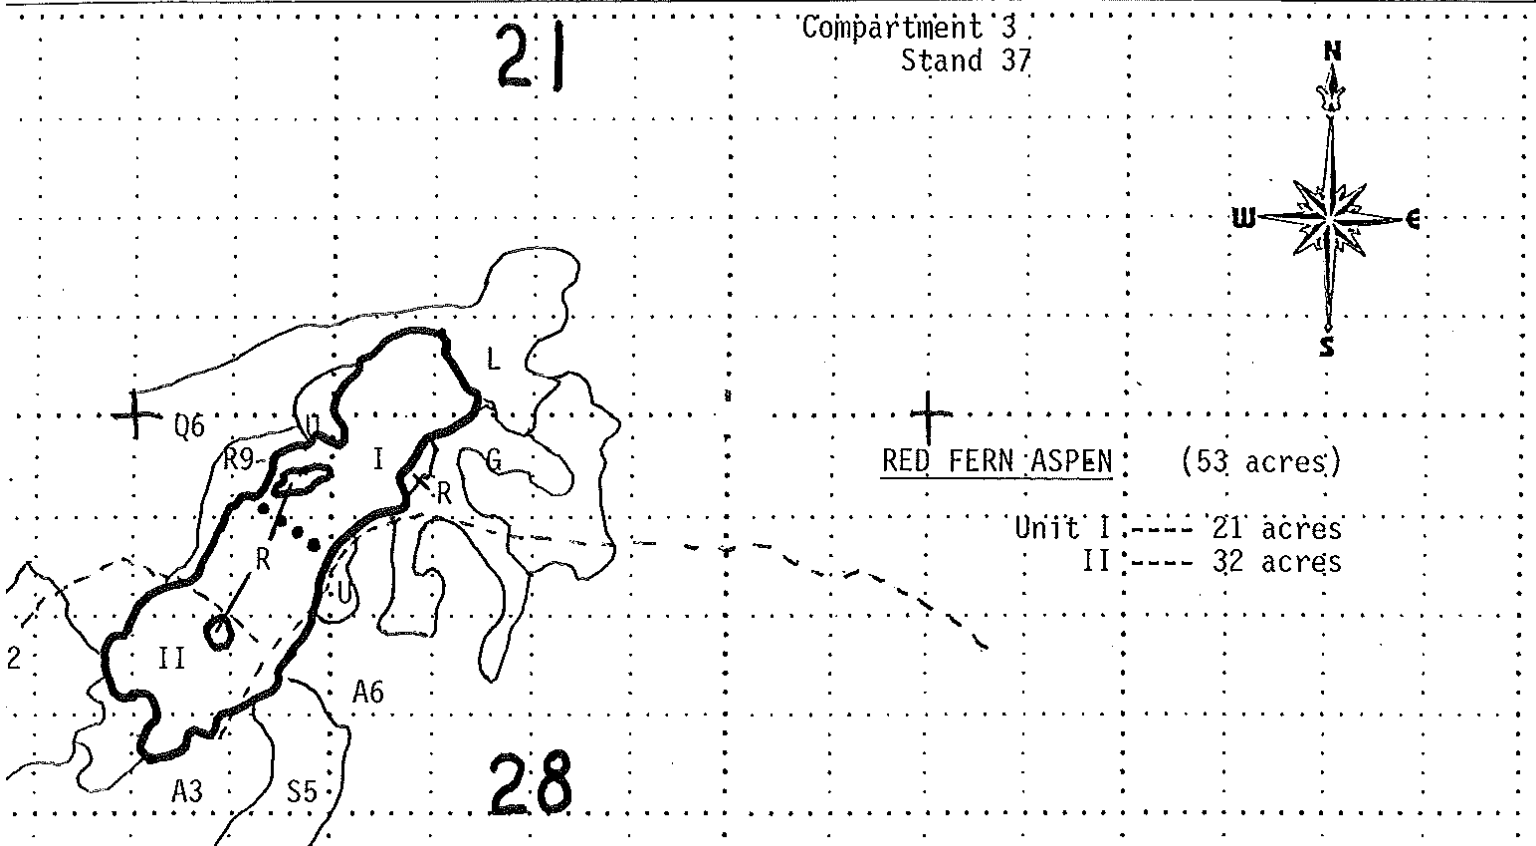 Compartment 3
21
Stand 37
N
W E
S
L
Q6 U
R9- I G
R
RED FERN ASPEN (53 acres)
Unit I ---- 21 acres
R
II ---- 32 acres
U
2 II
A6
28
A3 S5